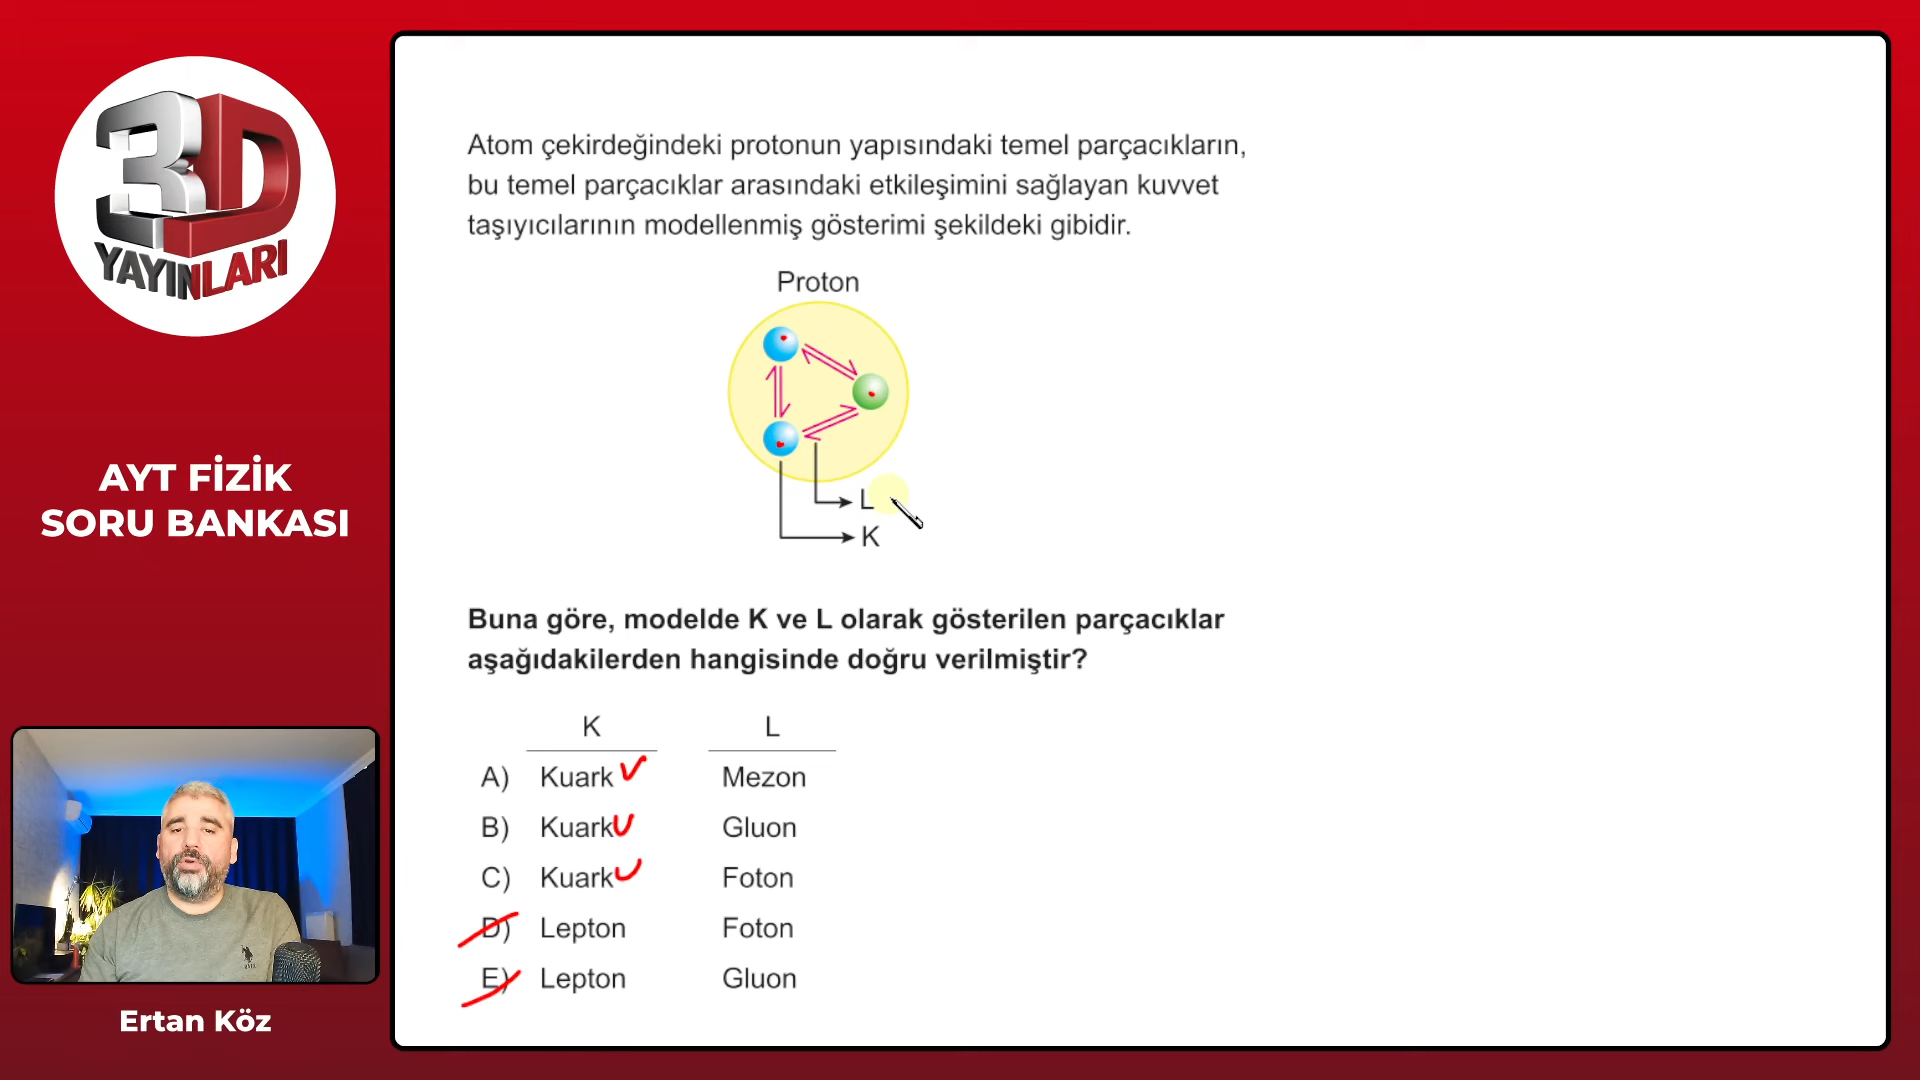 3D
YAYINLARI
AYT FİZİK
SORU BANKASI
Ertan Köz
Atom çekirdeğindeki protonun yapısındaki temel parçacıkların,
bu temel parçacıklar arasındaki etkileşimini sağlayan kuvvet
taşıyıcılarının modellenmiş gösterimi şekildeki gibidir.
Proton
L
K
Buna göre, modelde K ve L olarak gösterilen parçacıklar
aşağıdakilerden hangisinde doğru verilmiştir?
K L
A) Kuark Mezon
B) Kuark Gluon
C) Kuark Foton
D) Lepton Foton
E) Lepton Gluon